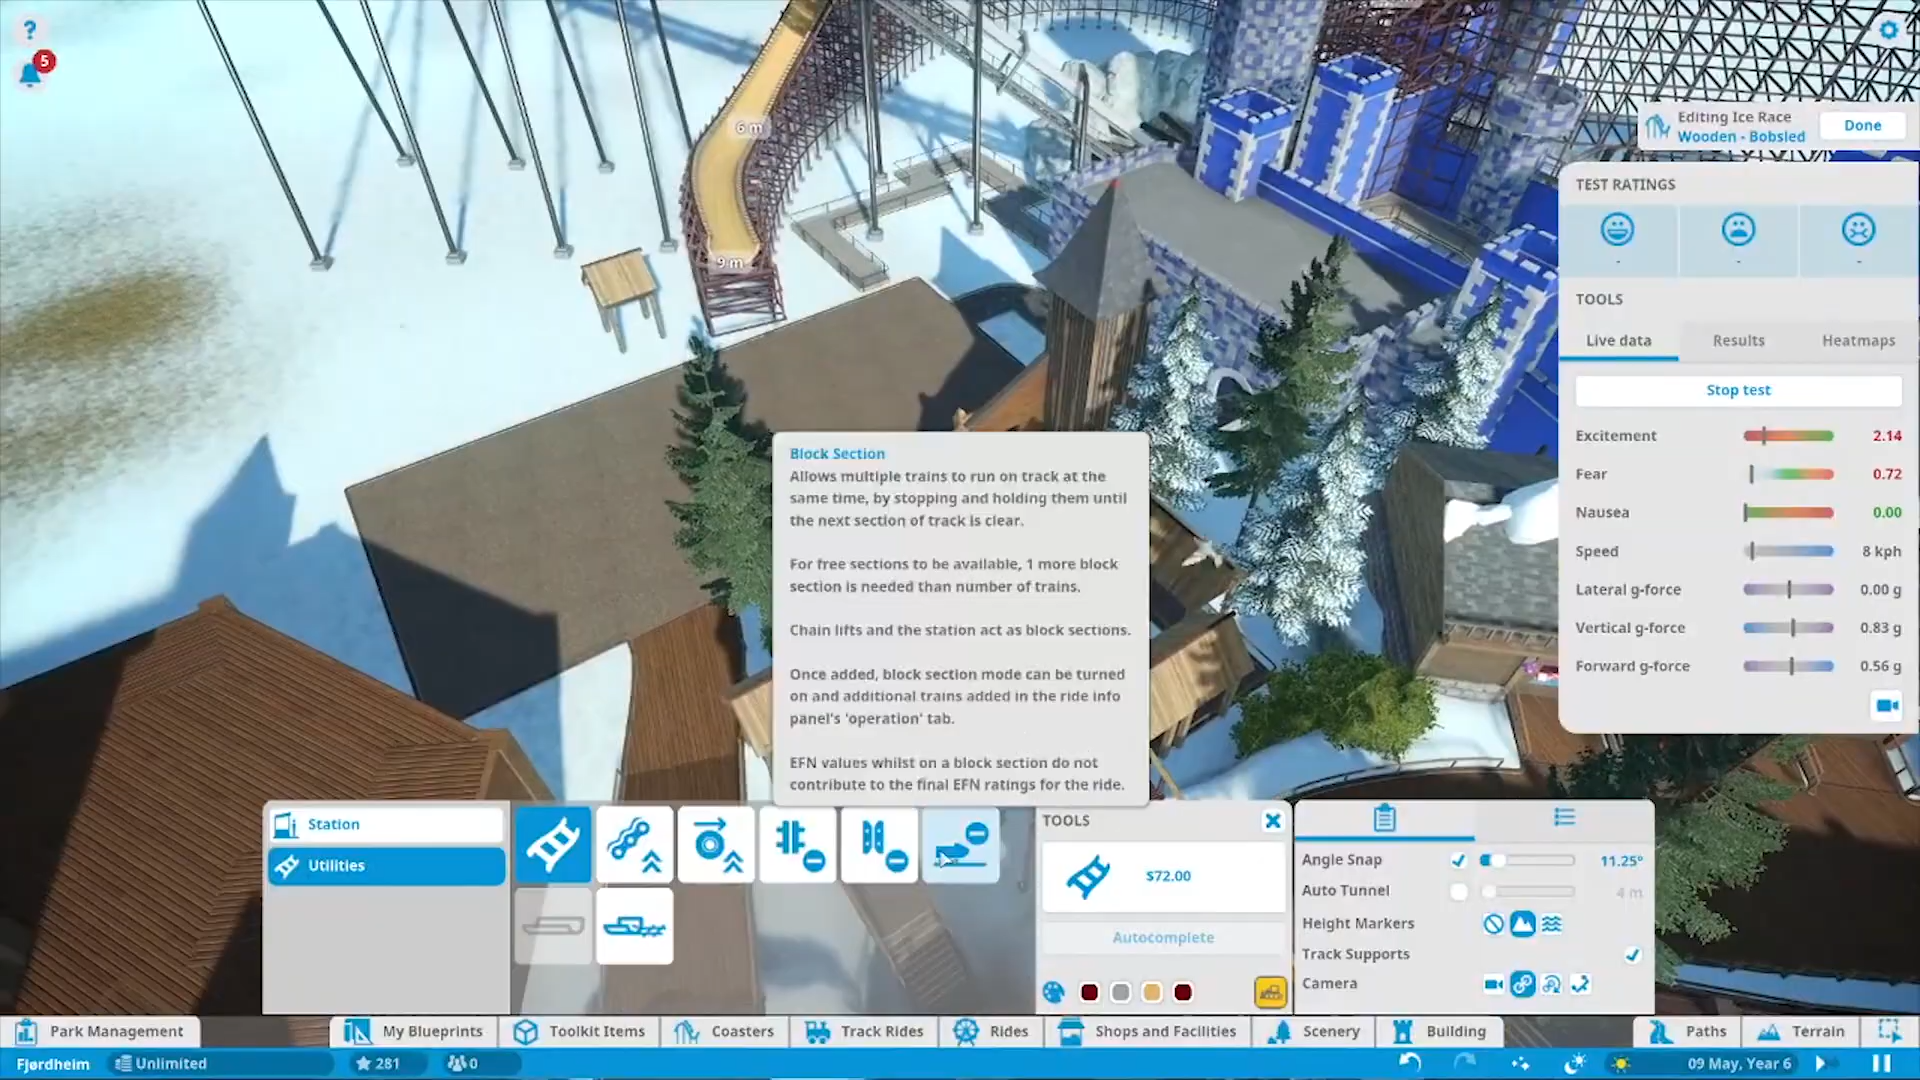 ?
5
6 m
9 m
Editing Ice Race
Wooden - Bobsled
Done
TEST RATINGS
- - -
TOOLS
Live data
Results
Heatmaps
Stop test
Excitement 2.14
Fear 0.72
Nausea 0.00
Speed 8 kph
Lateral g-force 0.00 g
Vertical g-force 0.83 g
Forward g-force 0.56 g
Block Section
Allows multiple trains to run on track at the
same time, by stopping and holding them until
the next section of track is clear.
For free sections to be available, 1 more block
section is needed than number of trains.
Chain lifts and the station act as block sections.
Once added, block section mode can be turned
on and additional trains added in the ride info
panel's 'operation' tab.
EFN values whilst on a block section do not
contribute to the final EFN ratings for the ride.
Station
Utilities
TOOLS
$72.00
Autocomplete
Angle Snap 11.25°
Auto Tunnel 4 m
Height Markers
Track Supports
Camera
Park Management
My Blueprints
Toolkit Items
Coasters
Track Rides
Rides
Shops and Facilities
Scenery
Building
Paths
Terrain
Fjørdheim
Unlimited
281
0
09 May, Year 6